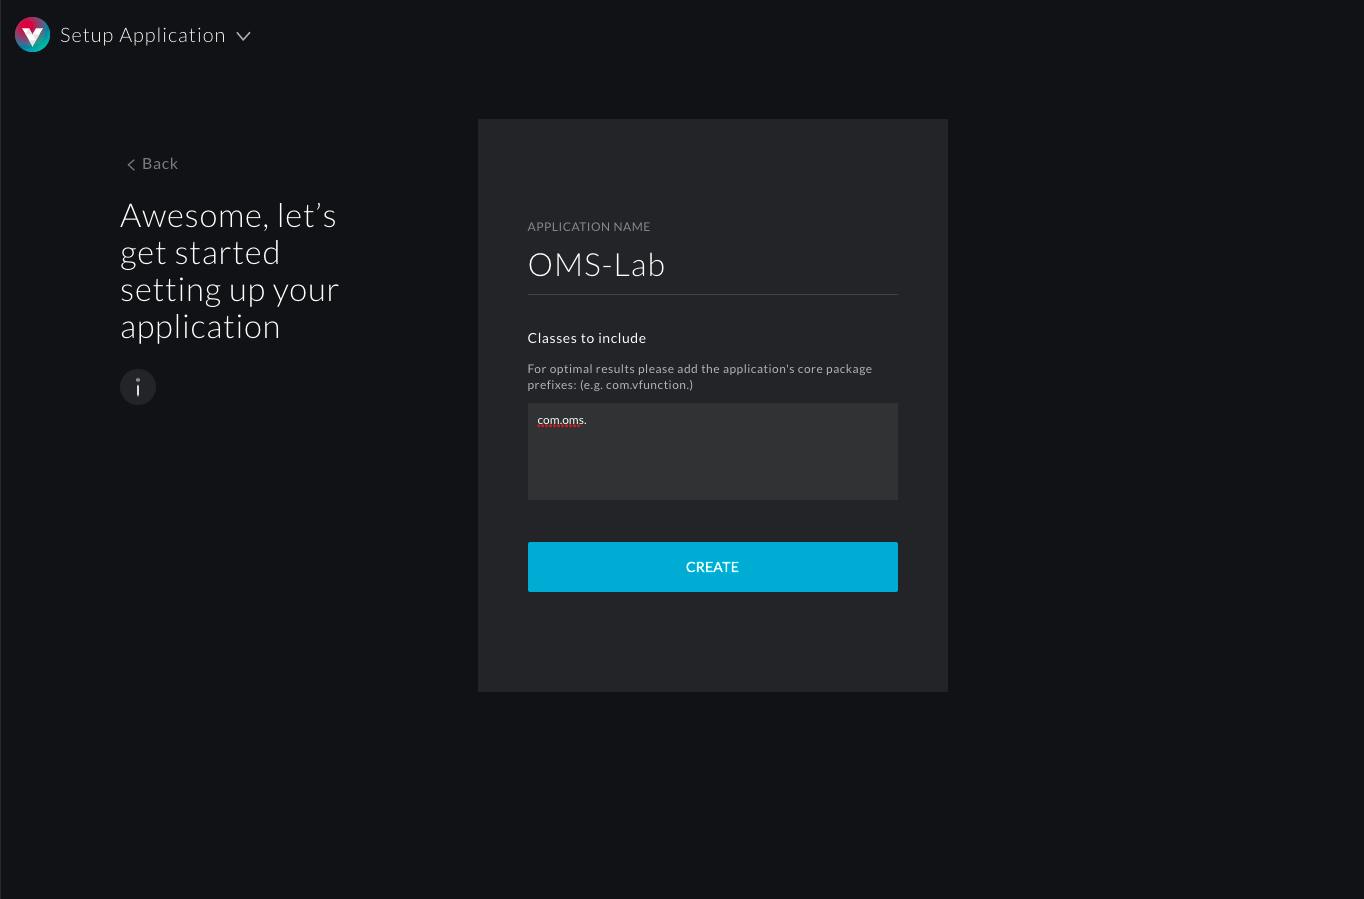 Setup Application
Back
Awesome, let’s
get started
setting up your
application
APPLICATION NAME
OMS-Lab
Classes to include
For optimal results please add the application's core package
prefixes: (e.g. com.vfunction.)
com.oms.
CREATE